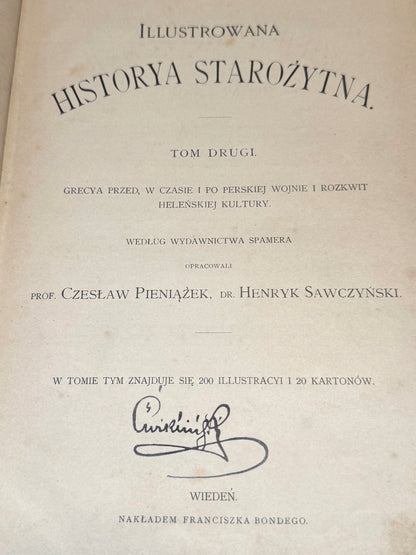 ILLUSTROWANA
HISTORYA STAROŻYTNA.
TOM DRUGI.
GRECYA PRZED, W CZASIE I PO PERSKIEJ WOJNIE I ROZKWIT
HELEŃSKIEJ KULTURY.
WEDŁUG WYDAWNICTWA SPAMERA
OPRACOWALI
PROF. CZESŁAW PIENIĄŻEK, DR. HENRYK SAWCZYŃSKI.
W TOMIE TYM ZNAJDUJE SIĘ 200 ILLUSTRACYI I 20 KARTONÓW.
WIEDEŃ.
NAKŁADEM FRANCISZKA BONDEGO.